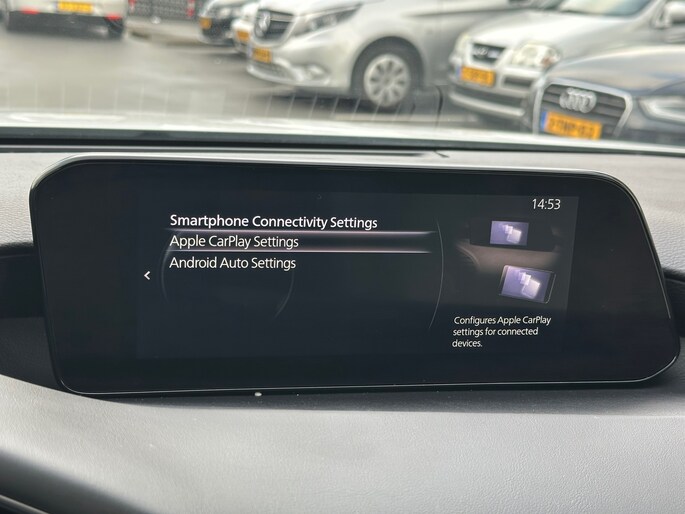 14:53
Smartphone Connectivity Settings
Apple CarPlay Settings
Android Auto Settings
Configures Apple CarPlay
settings for connected
devices.